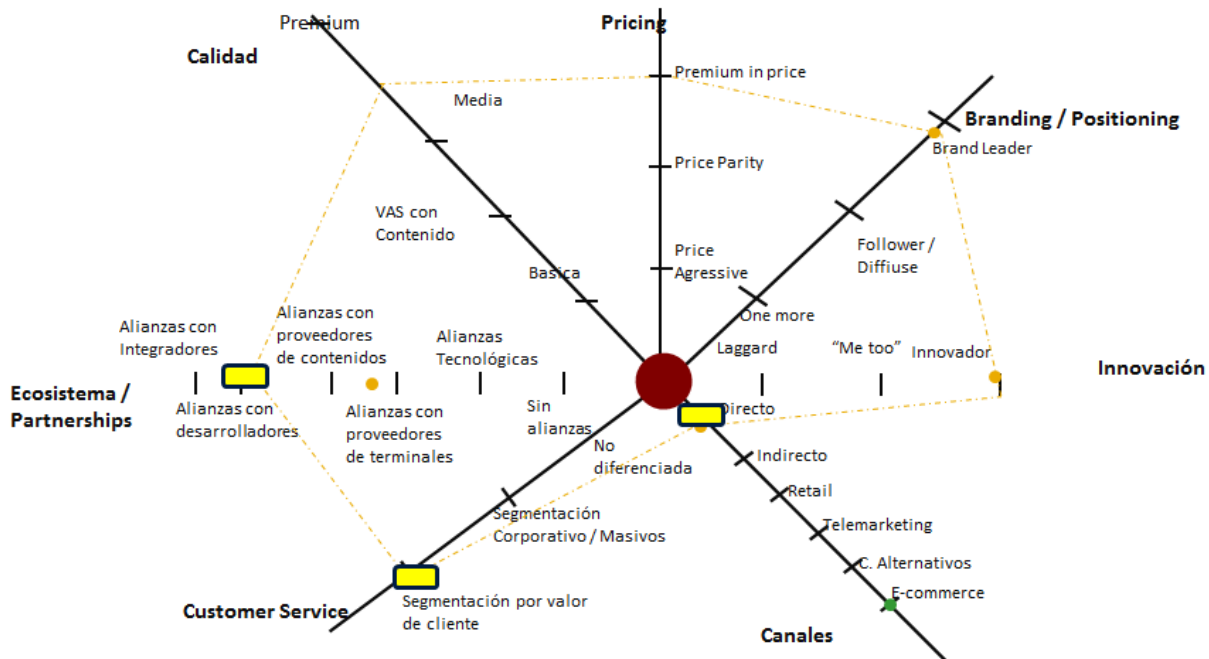 Premium
Pricing
Calidad
Premium in price
Media
Branding / Positioning
Brand Leader
Price Parity
VAS con
Contenido
Follower /
Diffiuse
Price
Agressive
Basica
One more
Alianzas con
Integradores
Alianzas con
proveedores
de contenidos
Alianzas
Tecnológicas
Laggard
“Me too”
Innovador
Innovación
Ecosistema /
Partnerships
Alianzas con
desarrolladores
Alianzas con
proveedores
de terminales
Sin
alianzas
Directo
No
diferenciada
Indirecto
Retail
Segmentación
Corporativo / Masivos
Telemarketing
C. Alternativos
E-commerce
Customer Service
Segmentación por valor
de cliente
Canales